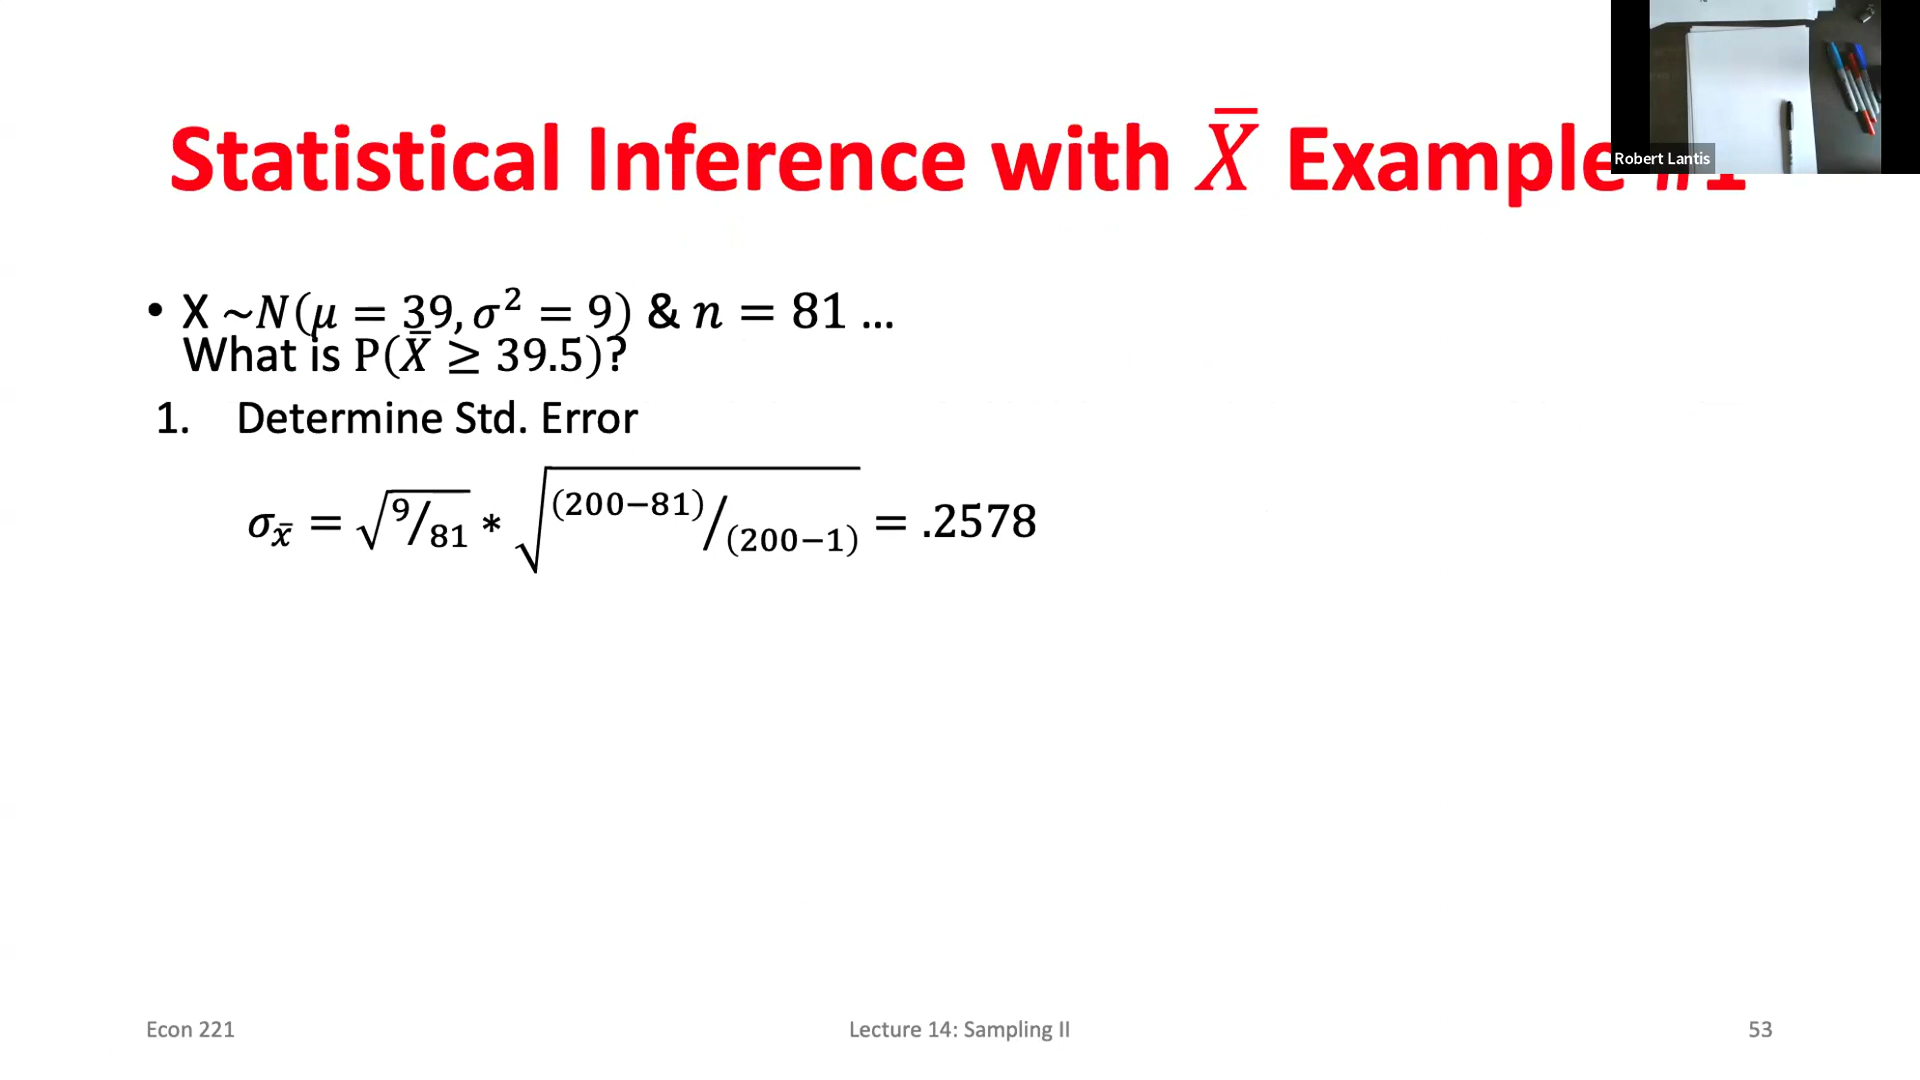 Statistical Inference with X̄ Example #1
Robert Lantis
• X ~N(μ = 39, σ² = 9) & n = 81 ...
What is P(X̄ ≥ 39.5)?
1. Determine Std. Error
σx̄ = √9/81 * √(200−81)/(200−1) = .2578
Econ 221
Lecture 14: Sampling II
53